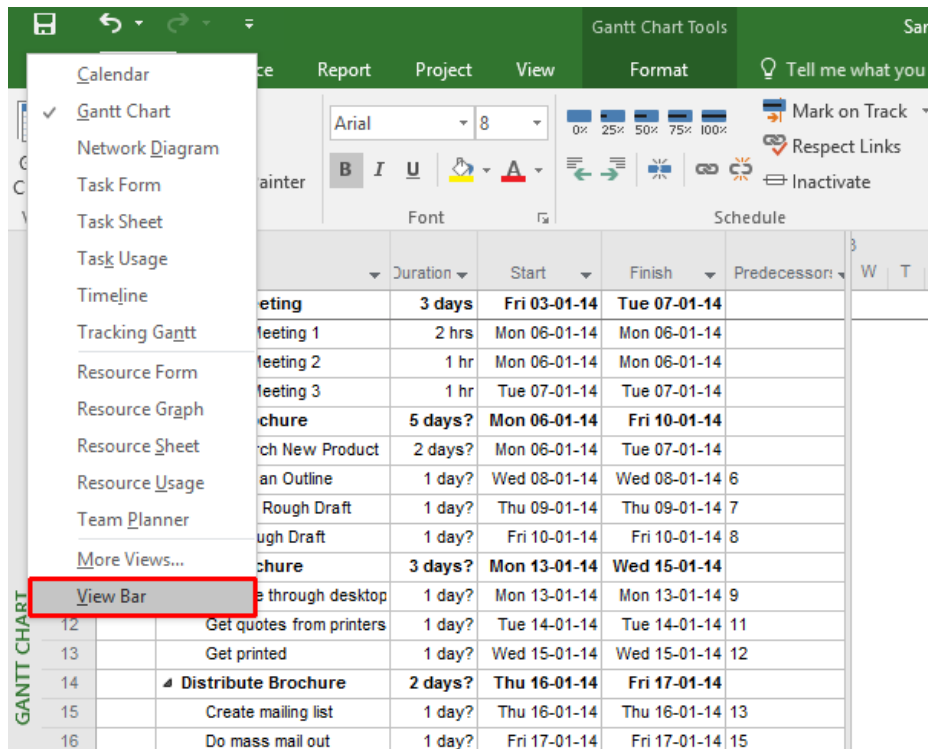 Gantt Chart Tools
Report Project View Format Tell me what you
Calendar
Gantt Chart
Network Diagram
Task Form
Task Sheet
Task Usage
Timeline
Tracking Gantt
Resource Form
Resource Graph
Resource Sheet
Resource Usage
Team Planner
More Views...
View Bar
Arial 8
B I U A
Font
0% 25% 50% 75% 100%
Mark on Track
Respect Links
Inactivate
Schedule
Duration Start Finish Predecessors W T
eeting 3 days Fri 03-01-14 Tue 07-01-14
Meeting 1 2 hrs Mon 06-01-14 Mon 06-01-14
Meeting 2 1 hr Mon 06-01-14 Mon 06-01-14
Meeting 3 1 hr Tue 07-01-14 Tue 07-01-14
chure 5 days? Mon 06-01-14 Fri 10-01-14
rch New Product 2 days? Mon 06-01-14 Tue 07-01-14
an Outline 1 day? Wed 08-01-14 Wed 08-01-14 6
Rough Draft 1 day? Thu 09-01-14 Thu 09-01-14 7
ugh Draft 1 day? Fri 10-01-14 Fri 10-01-14 8
chure 3 days? Mon 13-01-14 Wed 15-01-14
e through desktop 1 day? Mon 13-01-14 Mon 13-01-14 9
12 Get quotes from printers 1 day? Tue 14-01-14 Tue 14-01-14 11
13 Get printed 1 day? Wed 15-01-14 Wed 15-01-14 12
14 Distribute Brochure 2 days? Thu 16-01-14 Fri 17-01-14
15 Create mailing list 1 day? Thu 16-01-14 Thu 16-01-14 13
16 Do mass mail out 1 day? Fri 17-01-14 Fri 17-01-14 15
GANTT CHART